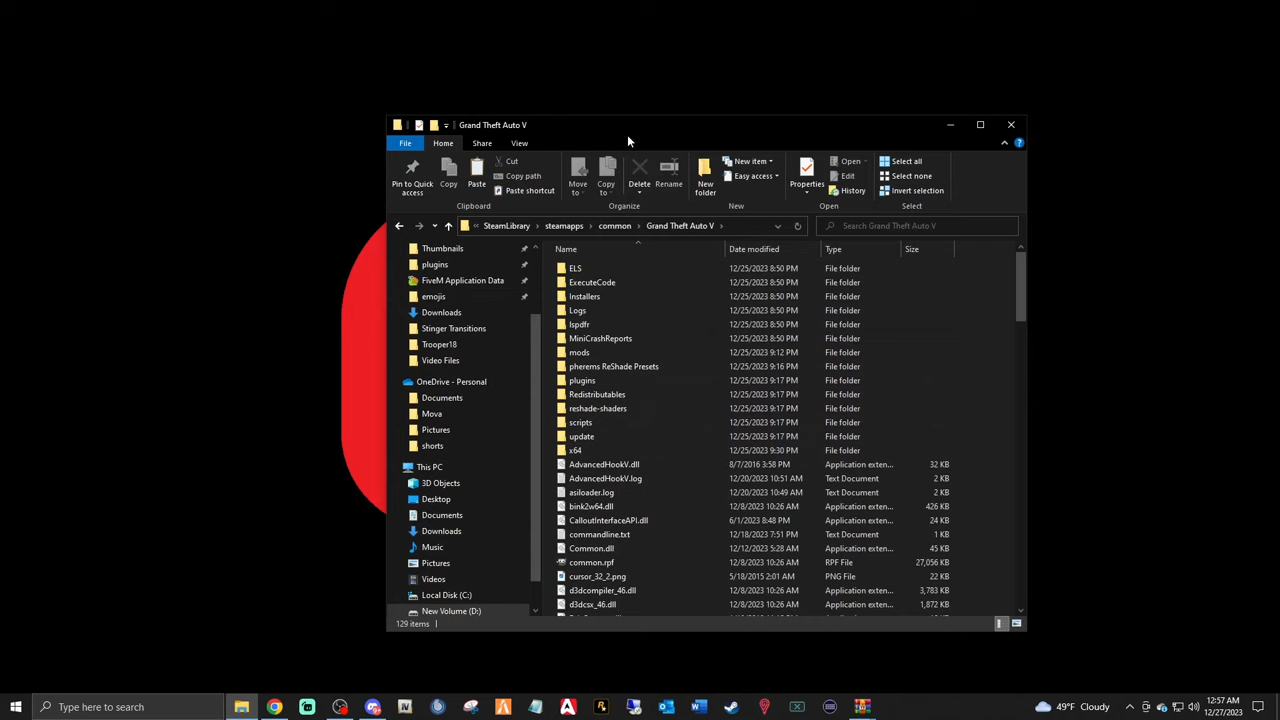 Grand Theft Auto V
File Home Share View
Pin to Quick access
Copy
Paste
Cut
Copy path
Paste shortcut
Move to
Copy to
Delete
Rename
New folder
New item
Easy access
Properties
Open
Edit
History
Select all
Select none
Invert selection
Clipboard Organize New Open Select
« SteamLibrary > steamapps > common > Grand Theft Auto V >
Search Grand Theft Auto V
Thumbnails
plugins
FiveM Application Data
emojis
Downloads
Stinger Transitions
Trooper18
Video Files
OneDrive - Personal
Documents
Mova
Pictures
shorts
This PC
3D Objects
Desktop
Documents
Downloads
Music
Pictures
Videos
Local Disk (C:)
New Volume (D:)
Name Date modified Type Size
ELS 12/25/2023 8:50 PM File folder
ExecuteCode 12/25/2023 8:50 PM File folder
Installers 12/25/2023 8:50 PM File folder
Logs 12/25/2023 8:50 PM File folder
lspdfr 12/25/2023 8:50 PM File folder
MiniCrashReports 12/25/2023 8:50 PM File folder
mods 12/25/2023 9:12 PM File folder
pherems ReShade Presets 12/25/2023 9:16 PM File folder
plugins 12/25/2023 9:17 PM File folder
Redistributables 12/25/2023 9:17 PM File folder
reshade-shaders 12/25/2023 9:17 PM File folder
scripts 12/25/2023 9:17 PM File folder
update 12/25/2023 9:17 PM File folder
x64 12/25/2023 9:30 PM File folder
AdvancedHookV.dll 8/7/2016 3:58 PM Application exten... 32 KB
AdvancedHookV.log 12/20/2023 10:51 AM Text Document 2 KB
asiloader.log 12/20/2023 10:49 AM Text Document 2 KB
bink2w64.dll 12/8/2023 10:26 AM Application exten... 426 KB
CalloutInterfaceAPI.dll 6/1/2023 8:48 PM Application exten... 24 KB
commandline.txt 12/18/2023 7:51 PM Text Document 1 KB
Common.dll 12/12/2023 5:28 AM Application exten... 45 KB
common.rpf 12/8/2023 10:26 AM RPF File 27,056 KB
cursor_32_2.png 5/18/2015 2:01 AM PNG File 22 KB
d3dcompiler_46.dll 12/8/2023 10:26 AM Application exten... 3,783 KB
d3dcsx_46.dll 12/8/2023 10:26 AM Application exten... 1,872 KB
129 items
Type here to search
49°F Cloudy
12:57 AM
12/27/2023